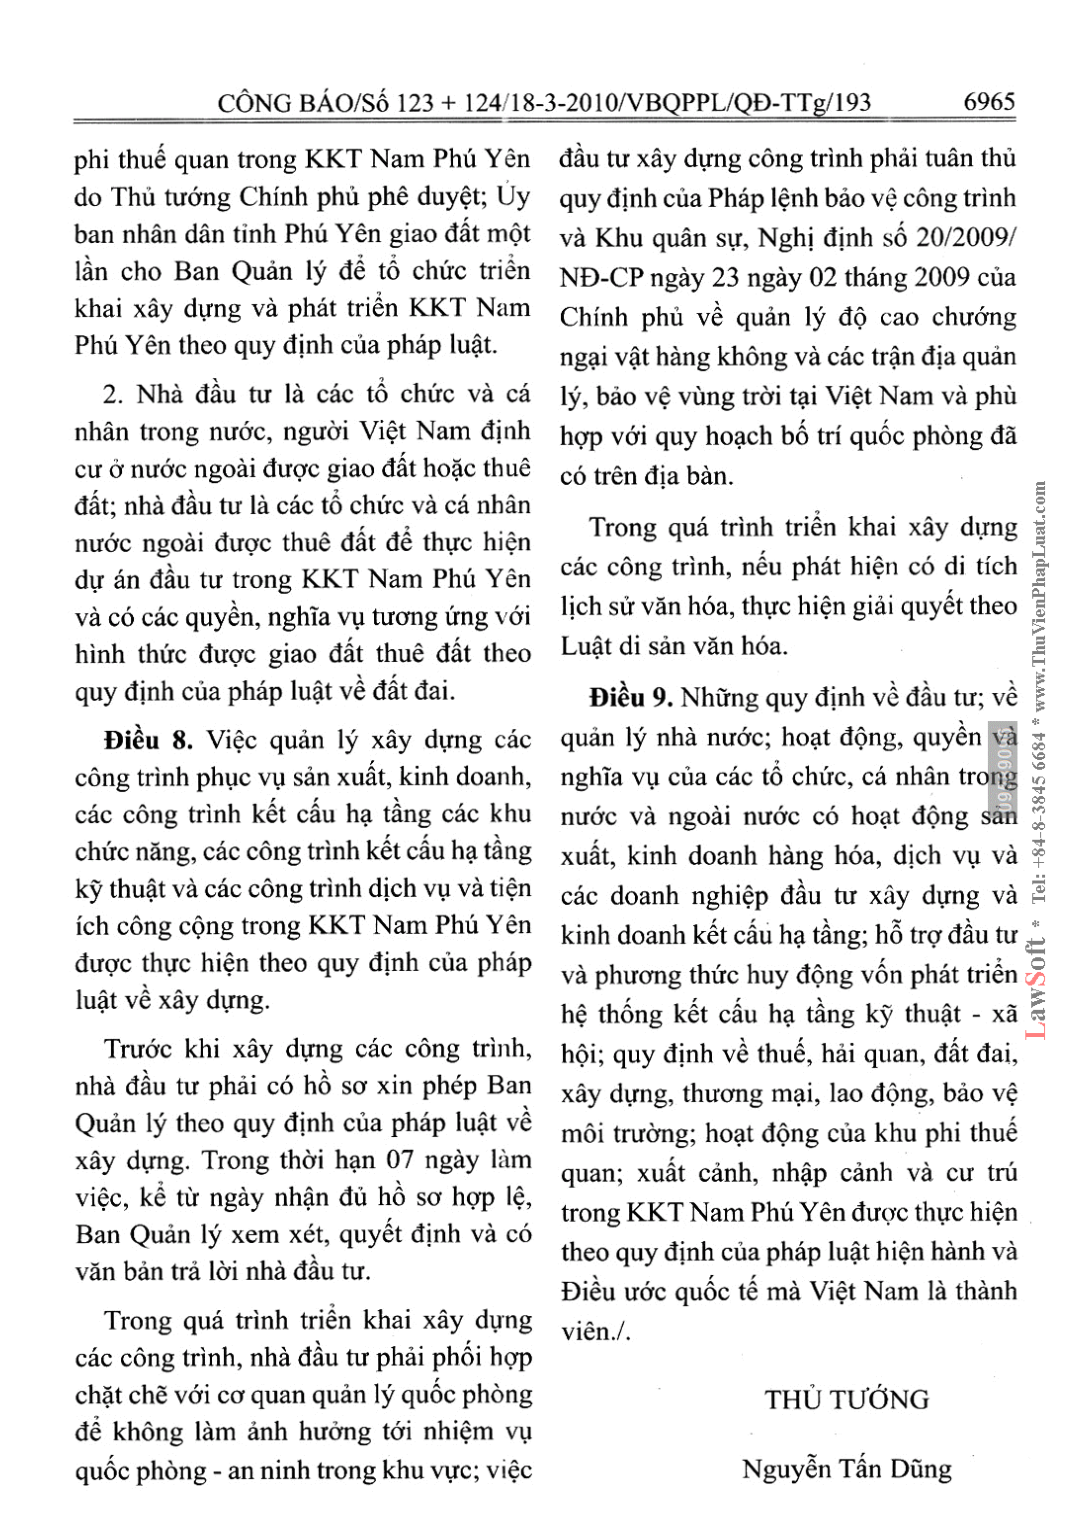 CÔNG BÁO/Số 123 + 124/18-3-2010/VBQPPL/QĐ-TTg/193 6965
phi thuế quan trong KKT Nam Phú Yên
do Thủ tướng Chính phủ phê duyệt; Ủy
ban nhân dân tỉnh Phú Yên giao đất một
lần cho Ban Quản lý để tổ chức triển
khai xây dựng và phát triển KKT Nam
Phú Yên theo quy định của pháp luật.
2. Nhà đầu tư là các tổ chức và cá
nhân trong nước, người Việt Nam định
cư ở nước ngoài được giao đất hoặc thuê
đất; nhà đầu tư là các tổ chức và cá nhân
nước ngoài được thuê đất để thực hiện
dự án đầu tư trong KKT Nam Phú Yên
và có các quyền, nghĩa vụ tương ứng với
hình thức được giao đất thuê đất theo
quy định của pháp luật về đất đai.
Điều 8. Việc quản lý xây dựng các
công trình phục vụ sản xuất, kinh doanh,
các công trình kết cấu hạ tầng các khu
chức năng, các công trình kết cấu hạ tầng
kỹ thuật và các công trình dịch vụ và tiện
ích công cộng trong KKT Nam Phú Yên
được thực hiện theo quy định của pháp
luật về xây dựng.
Trước khi xây dựng các công trình,
nhà đầu tư phải có hồ sơ xin phép Ban
Quản lý theo quy định của pháp luật về
xây dựng. Trong thời hạn 07 ngày làm
việc, kể từ ngày nhận đủ hồ sơ hợp lệ,
Ban Quản lý xem xét, quyết định và có
văn bản trả lời nhà đầu tư.
Trong quá trình triển khai xây dựng
các công trình, nhà đầu tư phải phối hợp
chặt chẽ với cơ quan quản lý quốc phòng
để không làm ảnh hưởng tới nhiệm vụ
quốc phòng - an ninh trong khu vực; việc
đầu tư xây dựng công trình phải tuân thủ
quy định của Pháp lệnh bảo vệ công trình
và Khu quân sự, Nghị định số 20/2009/
NĐ-CP ngày 23 ngày 02 tháng 2009 của
Chính phủ về quản lý độ cao chướng
ngại vật hàng không và các trận địa quản
lý, bảo vệ vùng trời tại Việt Nam và phù
hợp với quy hoạch bố trí quốc phòng đã
có trên địa bàn.
Trong quá trình triển khai xây dựng
các công trình, nếu phát hiện có di tích
lịch sử văn hóa, thực hiện giải quyết theo
Luật di sản văn hóa.
Điều 9. Những quy định về đầu tư; về
quản lý nhà nước; hoạt động, quyền và
nghĩa vụ của các tổ chức, cá nhân trong
nước và ngoài nước có hoạt động sản
xuất, kinh doanh hàng hóa, dịch vụ và
các doanh nghiệp đầu tư xây dựng và
kinh doanh kết cấu hạ tầng; hỗ trợ đầu tư
và phương thức huy động vốn phát triển
hệ thống kết cấu hạ tầng kỹ thuật - xã
hội; quy định về thuế, hải quan, đất đai,
xây dựng, thương mại, lao động, bảo vệ
môi trường; hoạt động của khu phi thuế
quan; xuất cảnh, nhập cảnh và cư trú
trong KKT Nam Phú Yên được thực hiện
theo quy định của pháp luật hiện hành và
Điều ước quốc tế mà Việt Nam là thành
viên./.
THỦ TƯỚNG
Nguyễn Tấn Dũng
LawSoft * Tel: +84-8-3845 6684 * www.ThuVienPhapLuat.com